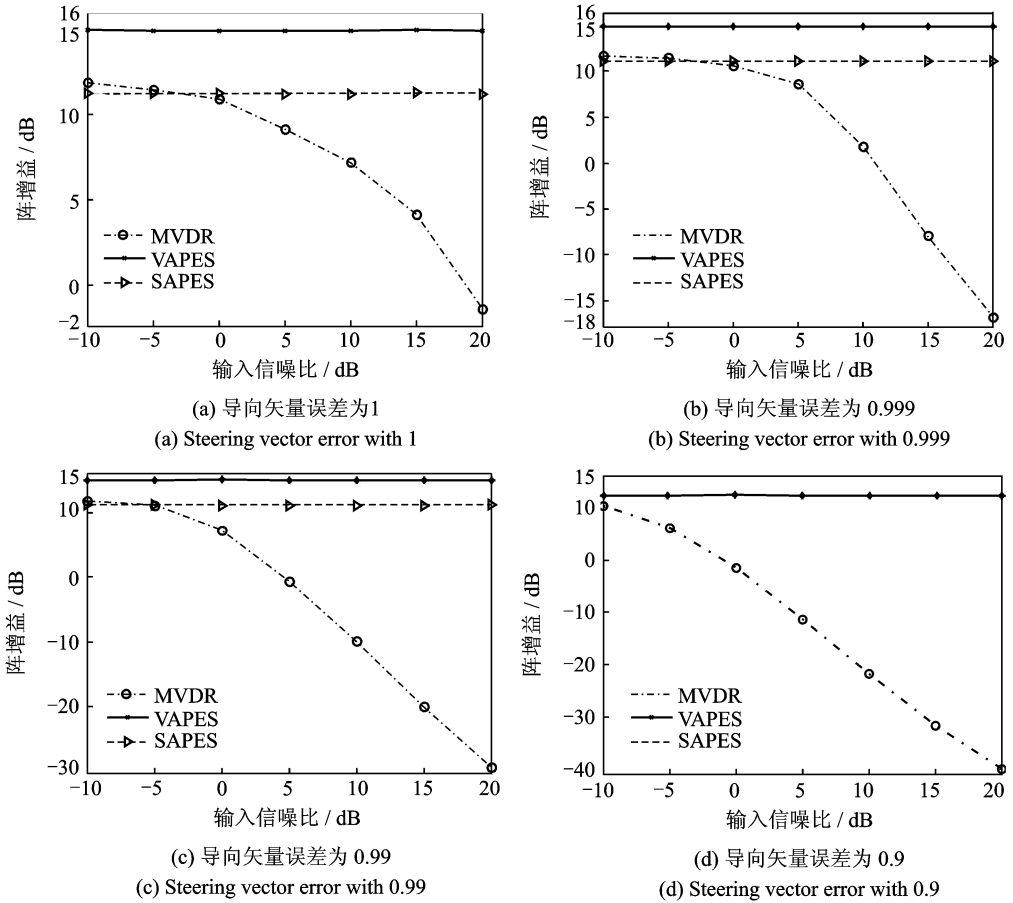 16
15
10
5
0
−2
阵增益 / dB
MVDR
VAPES
SAPES
−10 −5 0 5 10 15 20
输入信噪比 / dB
(a) 导向矢量误差为1
(a) Steering vector error with 1
16
15
10
5
0
−5
−10
−15
−18
阵增益 / dB
MVDR
VAPES
SAPES
−10 −5 0 5 10 15 20
输入信噪比 / dB
(b) 导向矢量误差为 0.999
(b) Steering vector error with 0.999
15
10
0
−10
−20
−30
阵增益 / dB
MVDR
VAPES
SAPES
−10 −5 0 5 10 15 20
输入信噪比 / dB
(c) 导向矢量误差为 0.99
(c) Steering vector error with 0.99
15
10
0
−10
−20
−30
−40
阵增益 / dB
MVDR
VAPES
SAPES
−10 −5 0 5 10 15 20
输入信噪比 / dB
(d) 导向矢量误差为 0.9
(d) Steering vector error with 0.9